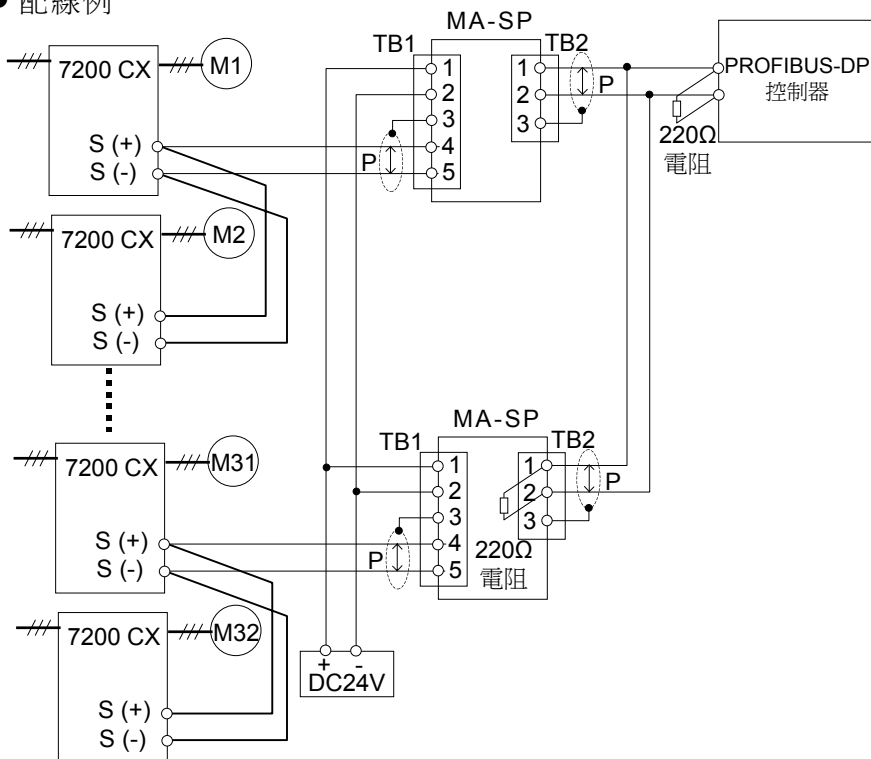 配線例
MA-SP
TB1
TB2
7200 CX
M1
S (+)
S (-)
1
2
3
4
5
P
1
2
3
P
PROFIBUS-DP
控制器
220Ω
電阻
7200 CX
M2
S (+)
S (-)
MA-SP
TB1
TB2
7200 CX
M31
S (+)
S (-)
1
2
3
4
5
P
1
2
3
P
220Ω
電阻
7200 CX
M32
S (+)
S (-)
+ -
DC24V